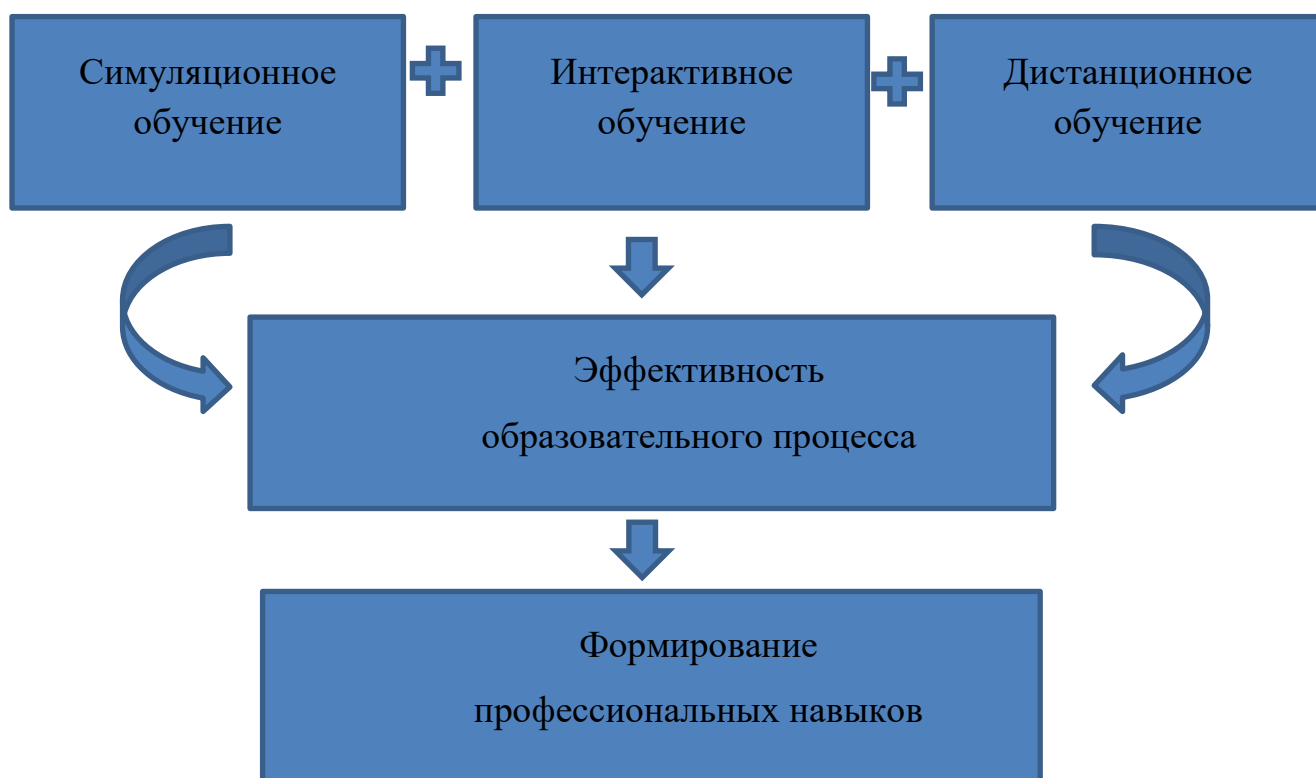 Симуляционное
обучение
Интерактивное
обучение
Дистанционное
обучение
Эффективность
образовательного процесса
Формирование
профессиональных навыков